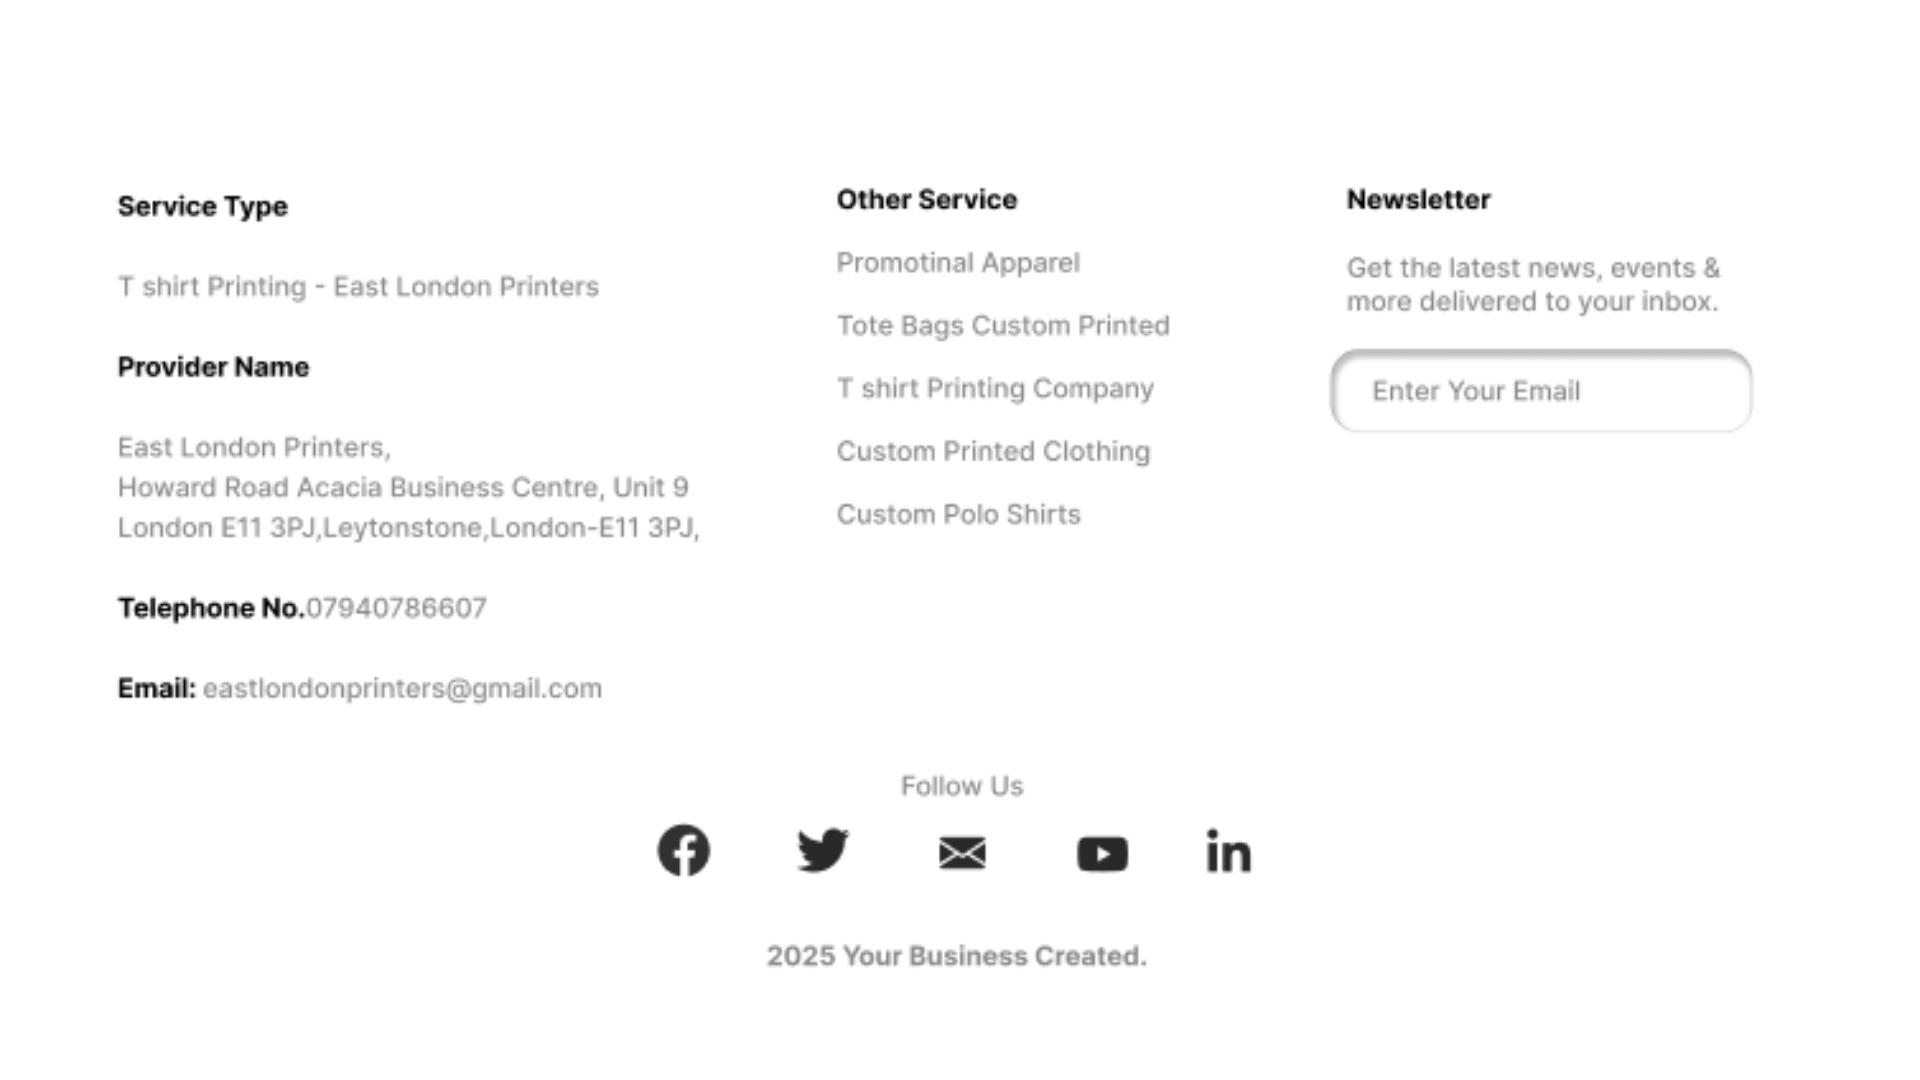 Service Type
T shirt Printing - East London Printers
Provider Name
East London Printers,
Howard Road Acacia Business Centre, Unit 9
London E11 3PJ,Leytonstone,London-E11 3PJ,
Telephone No.07940786607
Email: eastlondonprinters@gmail.com
Other Service
Promotinal Apparel
Tote Bags Custom Printed
T shirt Printing Company
Custom Printed Clothing
Custom Polo Shirts
Newsletter
Get the latest news, events &
more delivered to your inbox.
Enter Your Email
Follow Us
2025 Your Business Created.